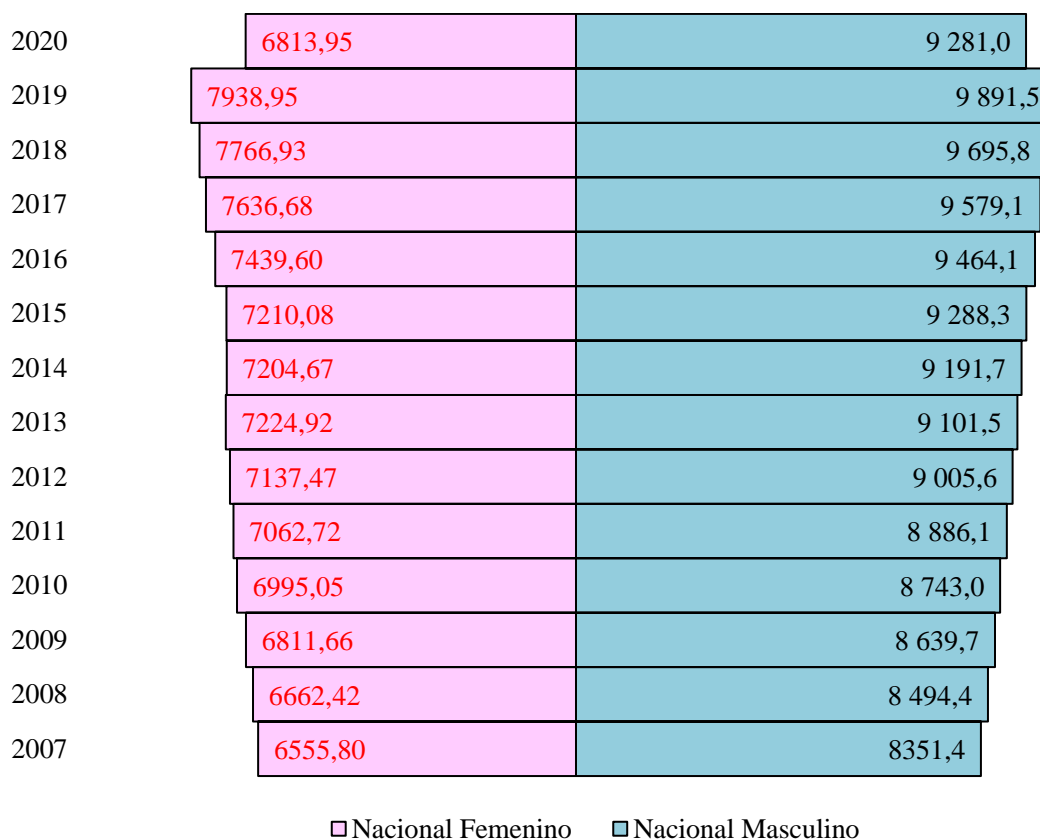 2020 6813,95 9 281,0
2019 7938,95 9 891,5
2018 7766,93 9 695,8
2017 7636,68 9 579,1
2016 7439,60 9 464,1
2015 7210,08 9 288,3
2014 7204,67 9 191,7
2013 7224,92 9 101,5
2012 7137,47 9 005,6
2011 7062,72 8 886,1
2010 6995,05 8 743,0
2009 6811,66 8 639,7
2008 6662,42 8 494,4
2007 6555,80 8351,4
Nacional Femenino Nacional Masculino